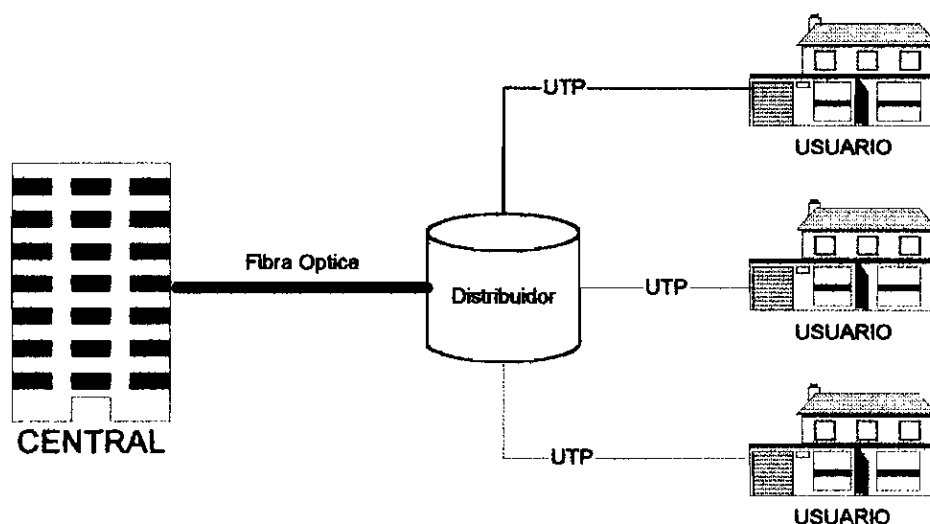 UTP
USUARIO
Fibra Optica
Distribuidor
UTP
USUARIO
CENTRAL
UTP
USUARIO